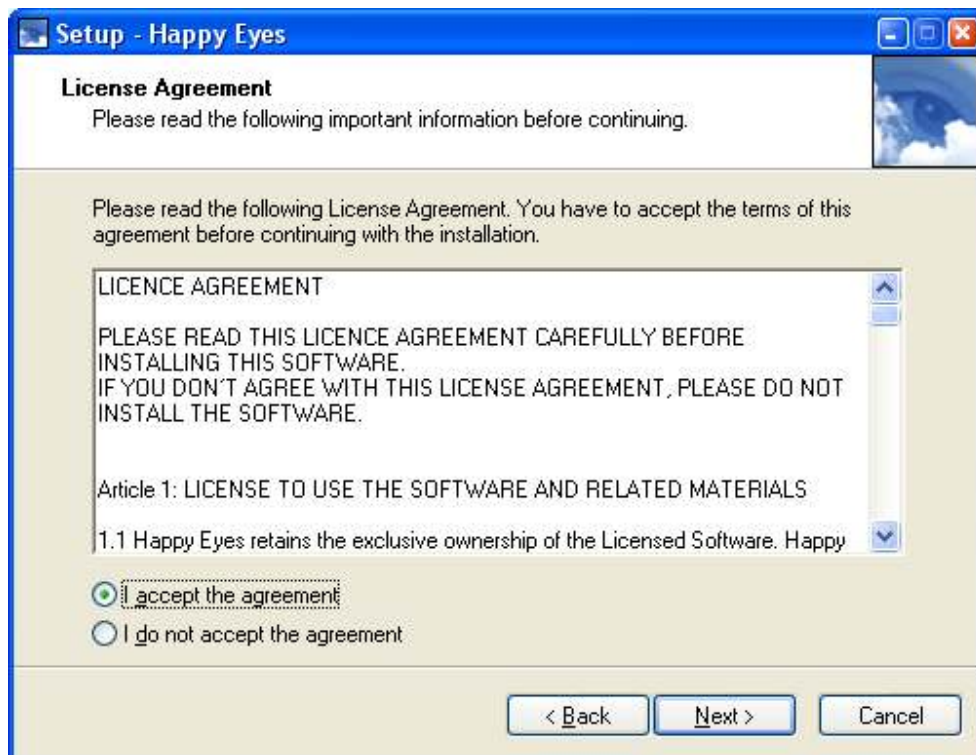 Setup - Happy Eyes
License Agreement
Please read the following important information before continuing.
Please read the following License Agreement. You have to accept the terms of this
agreement before continuing with the installation.
LICENCE AGREEMENT
PLEASE READ THIS LICENCE AGREEMENT CAREFULLY BEFORE
INSTALLING THIS SOFTWARE.
IF YOU DON´T AGREE WITH THIS LICENSE AGREEMENT, PLEASE DO NOT
INSTALL THE SOFTWARE.
Article 1: LICENSE TO USE THE SOFTWARE AND RELATED MATERIALS
1.1 Happy Eyes retains the exclusive ownership of the Licensed Software. Happy
I accept the agreement
I do not accept the agreement
< Back Next > Cancel